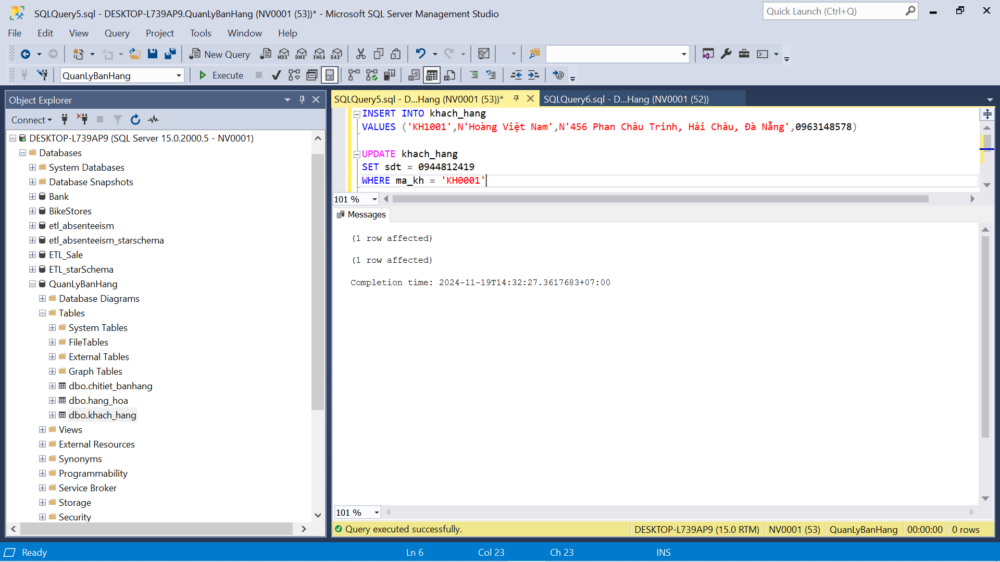 SQLQuery5.sql - DESKTOP-L739AP9.QuanLyBanHang (NV0001 (53))* - Microsoft SQL Server Management Studio
Quick Launch (Ctrl+Q)
File Edit View Query Project Tools Window Help
New Query MDX DMX XMLA DAX
QuanLyBanHang Execute
Object Explorer
Connect
DESKTOP-L739AP9 (SQL Server 15.0.2000.5 - NV0001)
Databases
System Databases
Database Snapshots
Bank
BikeStores
etl_absenteeism
etl_absenteeism_starschema
ETL_Sale
ETL_starSchema
QuanLyBanHang
Database Diagrams
Tables
System Tables
FileTables
External Tables
Graph Tables
dbo.chitiet_banhang
dbo.hang_hoa
dbo.khach_hang
Views
External Resources
Synonyms
Programmability
Service Broker
Storage
Security
SQLQuery5.sql - D...Hang (NV0001 (53))* SQLQuery6.sql - D...Hang (NV0001 (52))
INSERT INTO khach_hang
VALUES ('KH1001',N'Hoàng Việt Nam',N'456 Phan Châu Trinh, Hải Châu, Đà Nẵng',0963148578)
UPDATE khach_hang
SET sdt = 0944812419
WHERE ma_kh = 'KH0001'
101 %
Messages
(1 row affected)
(1 row affected)
Completion time: 2024-11-19T14:32:27.3617683+07:00
101 %
Query executed successfully. DESKTOP-L739AP9 (15.0 RTM) NV0001 (53) QuanLyBanHang 00:00:00 0 rows
Ready Ln 6 Col 23 Ch 23 INS